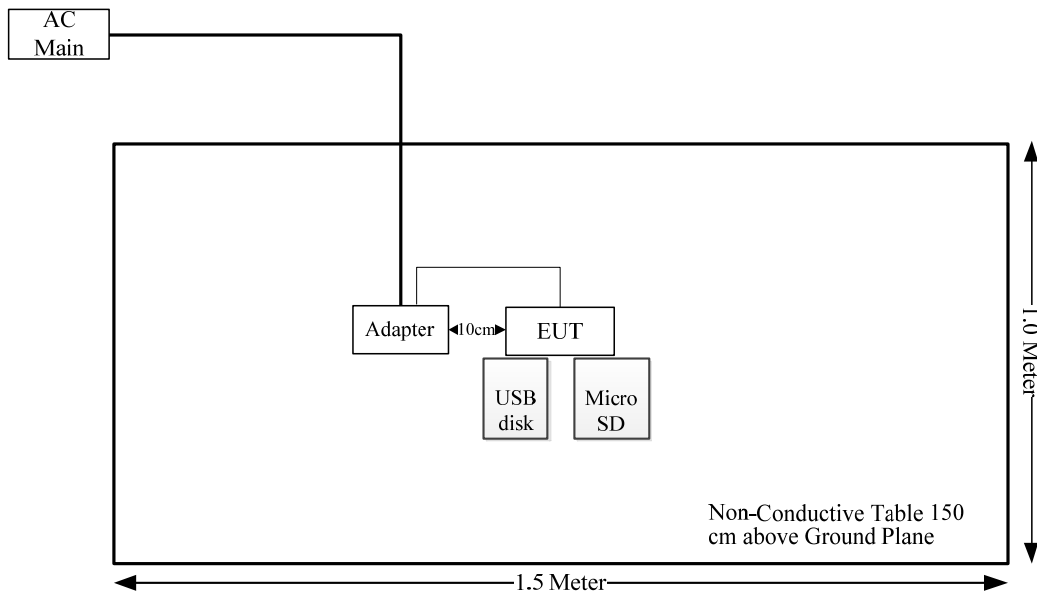 AC
Main
Adapter
10cm
EUT
USB
disk
Micro
SD
1.0 Meter
Non-Conductive Table 150
cm above Ground Plane
1.5 Meter